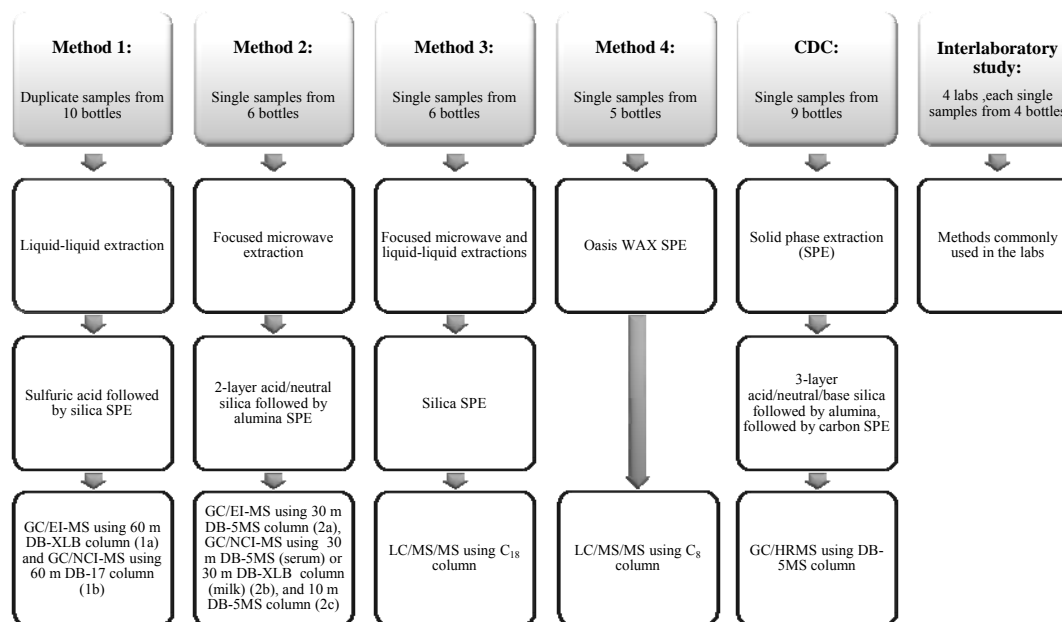 Method 1:
Duplicate samples from
10 bottles
Method 2:
Single samples from
6 bottles
Method 3:
Single samples from
6 bottles
Method 4:
Single samples from
5 bottles
CDC:
Single samples from
9 bottles
Interlaboratory
study:
4 labs ,each single
samples from 4 bottles
Liquid-liquid extraction
Focused microwave
extraction
Focused microwave and
liquid-liquid extractions
Oasis WAX SPE
Solid phase extraction
(SPE)
Methods commonly
used in the labs
Sulfuric acid followed
by silica SPE
2-layer acid/neutral
silica followed by
alumina SPE
Silica SPE
3-layer
acid/neutral/base silica
followed by alumina,
followed by carbon SPE
GC/EI-MS using 60 m
DB-XLB column (1a)
and GC/NCI-MS using
60 m DB-17 column
(1b)
GC/EI-MS using 30 m
DB-5MS column (2a),
GC/NCI-MS using 30
m DB-5MS (serum) or
30 m DB-XLB column
(milk) (2b), and 10 m
DB-5MS column (2c)
LC/MS/MS using C18
column
LC/MS/MS using C8
column
GC/HRMS using DB-
5MS column